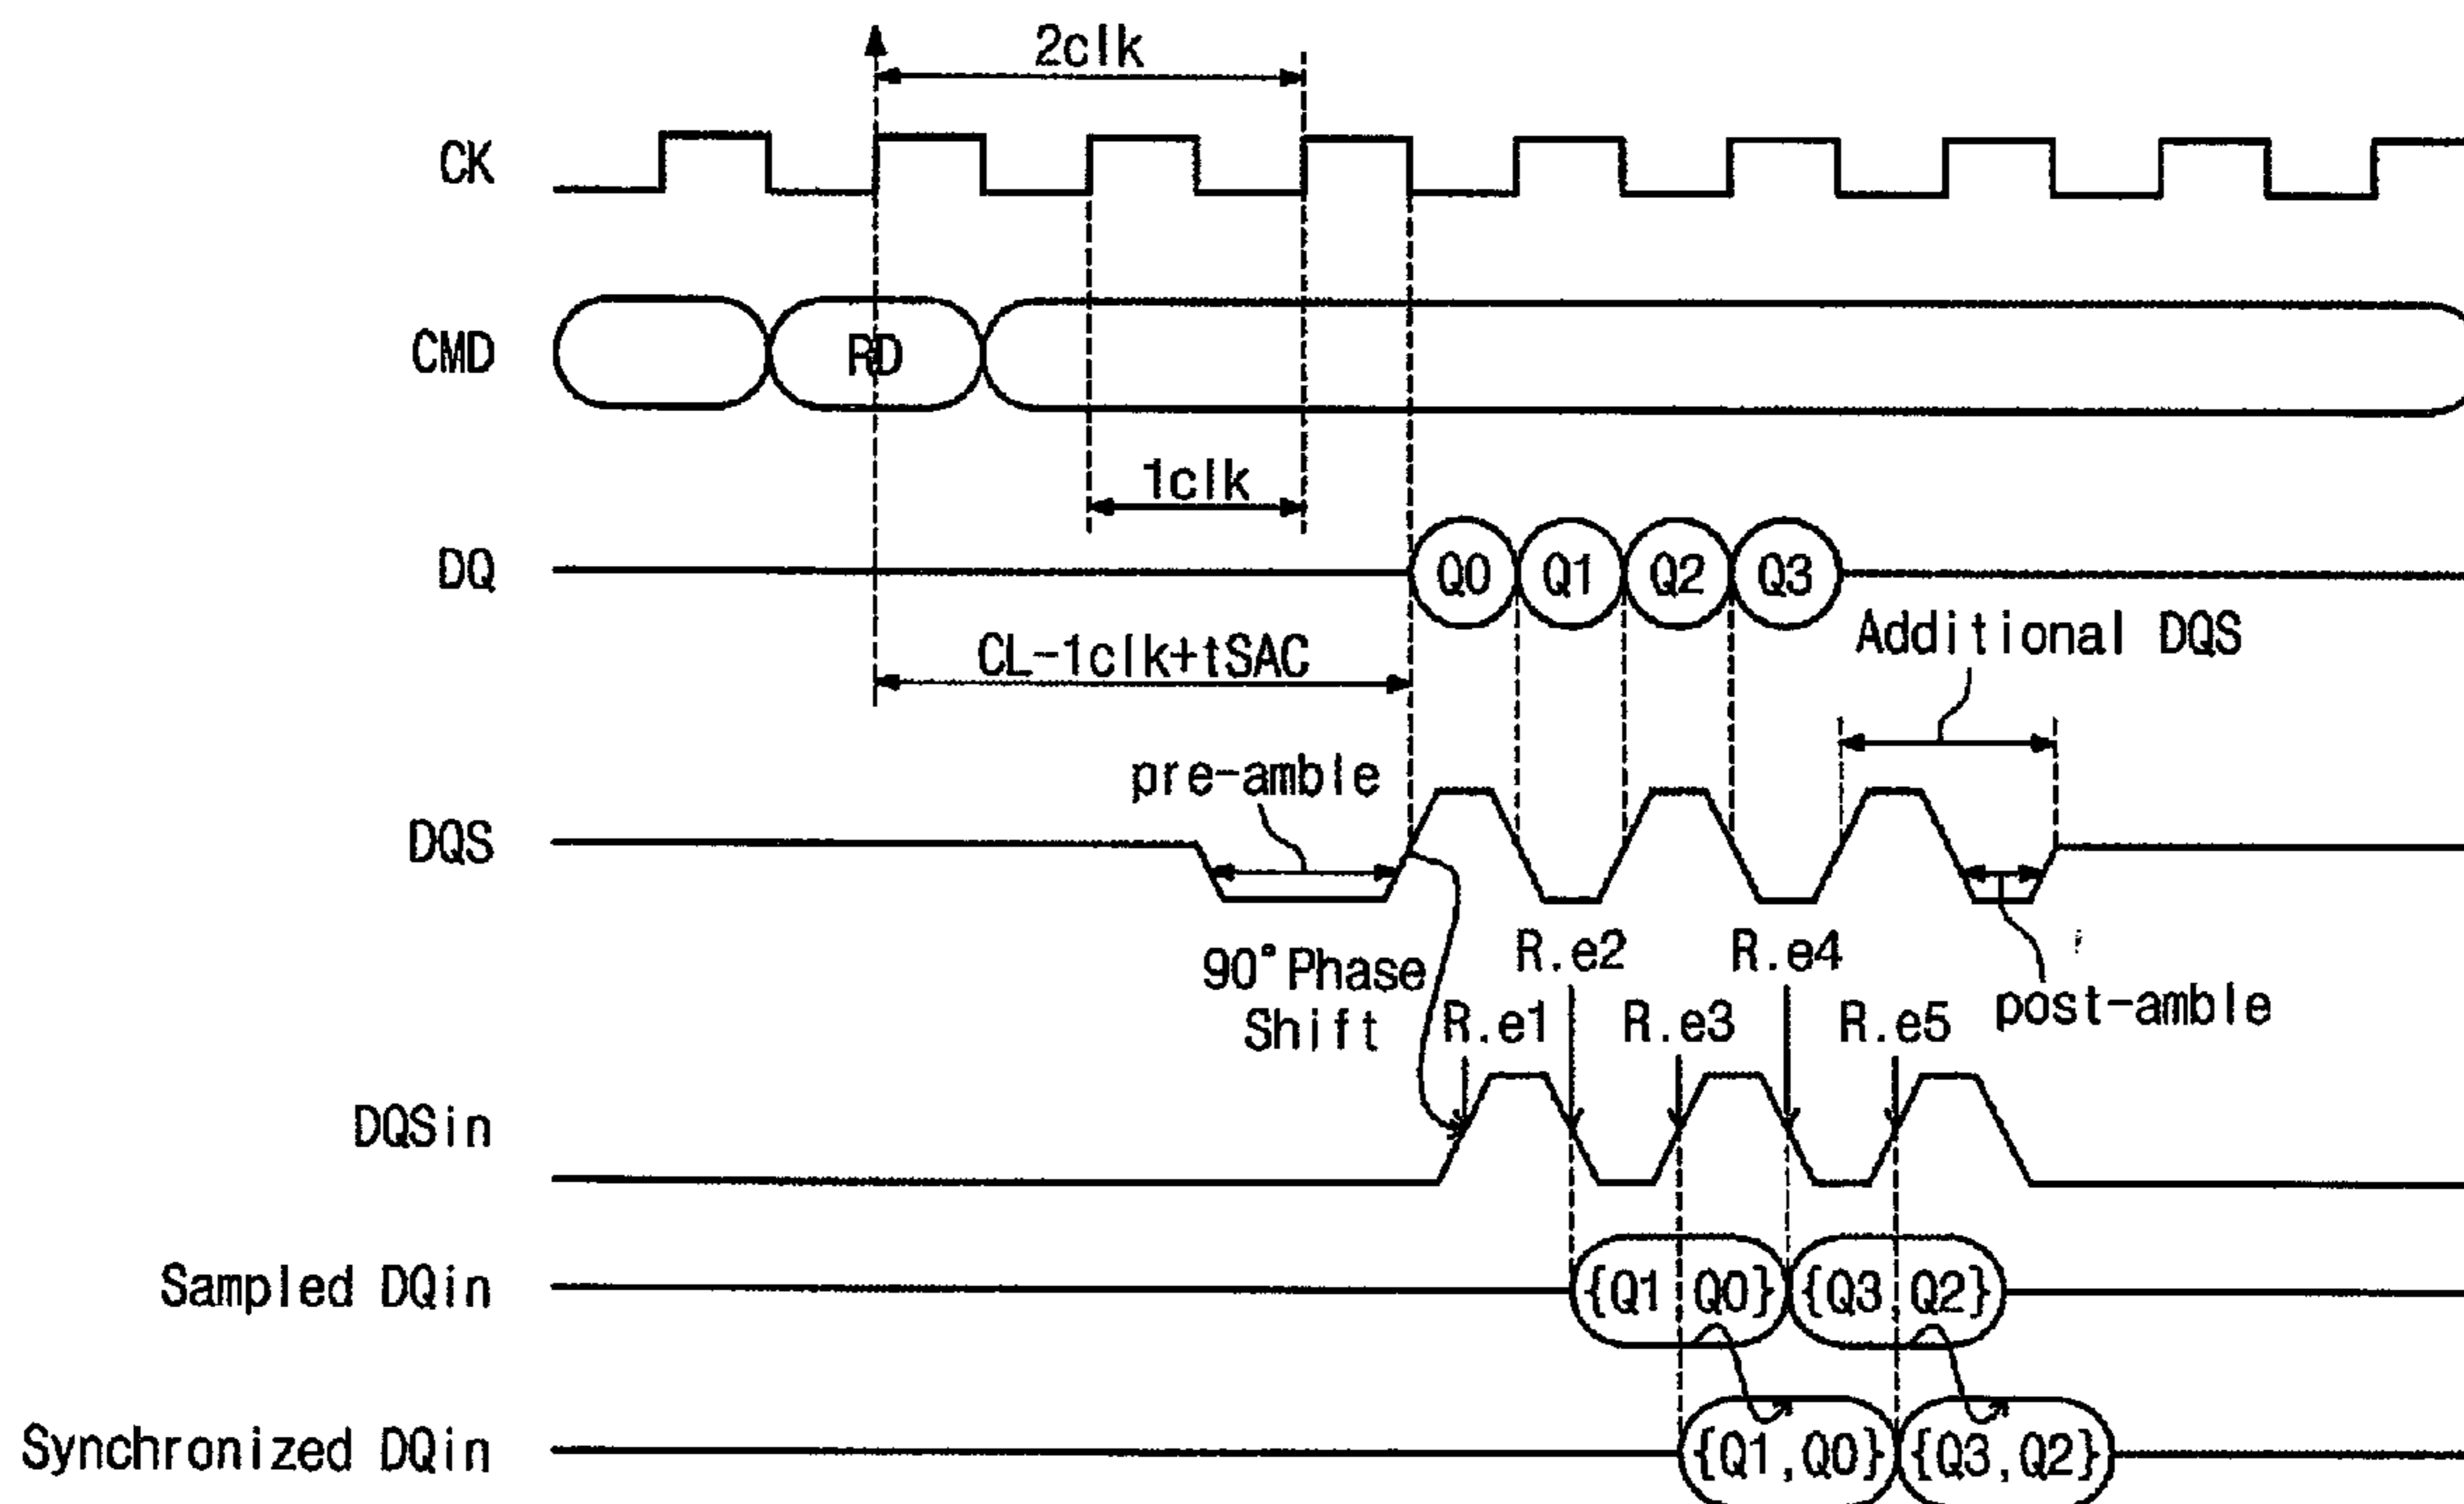 2clk
CK
CMD
RD
1clk
DQ
Q0 Q1 Q2 Q3
Additional DQS
CL-1clk+tSAC
pre-amble
DQS
90°Phase
Shift
R.e2 R.e4
R.e1 R.e3 R.e5
post-amble
DQSin
Sampled DQin
{Q1 Q0} {Q3 Q2}
Synchronized DQin
{Q1,Q0} {Q3,Q2}